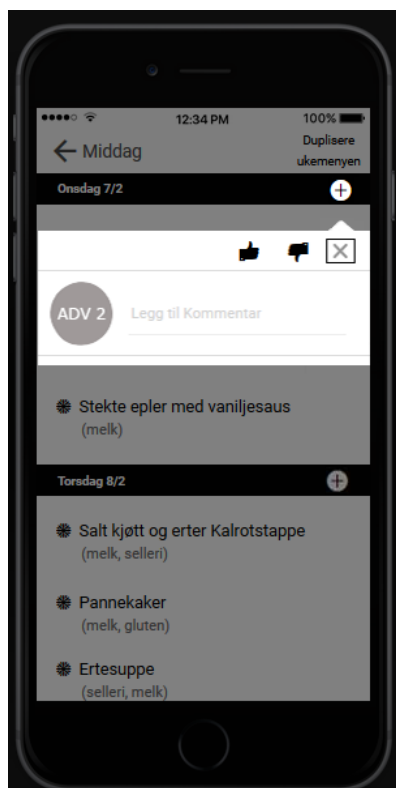 12:34 PM
100%
Middag
Duplisere
ukemenyen
Onsdag 7/2
ADV 2
Legg til Kommentar
Stekte epler med vaniljesaus
(melk)
Torsdag 8/2
Salt kjøtt og erter Kalrotstappe
(melk, selleri)
Pannekaker
(melk, gluten)
Ertesuppe
(selleri, melk)